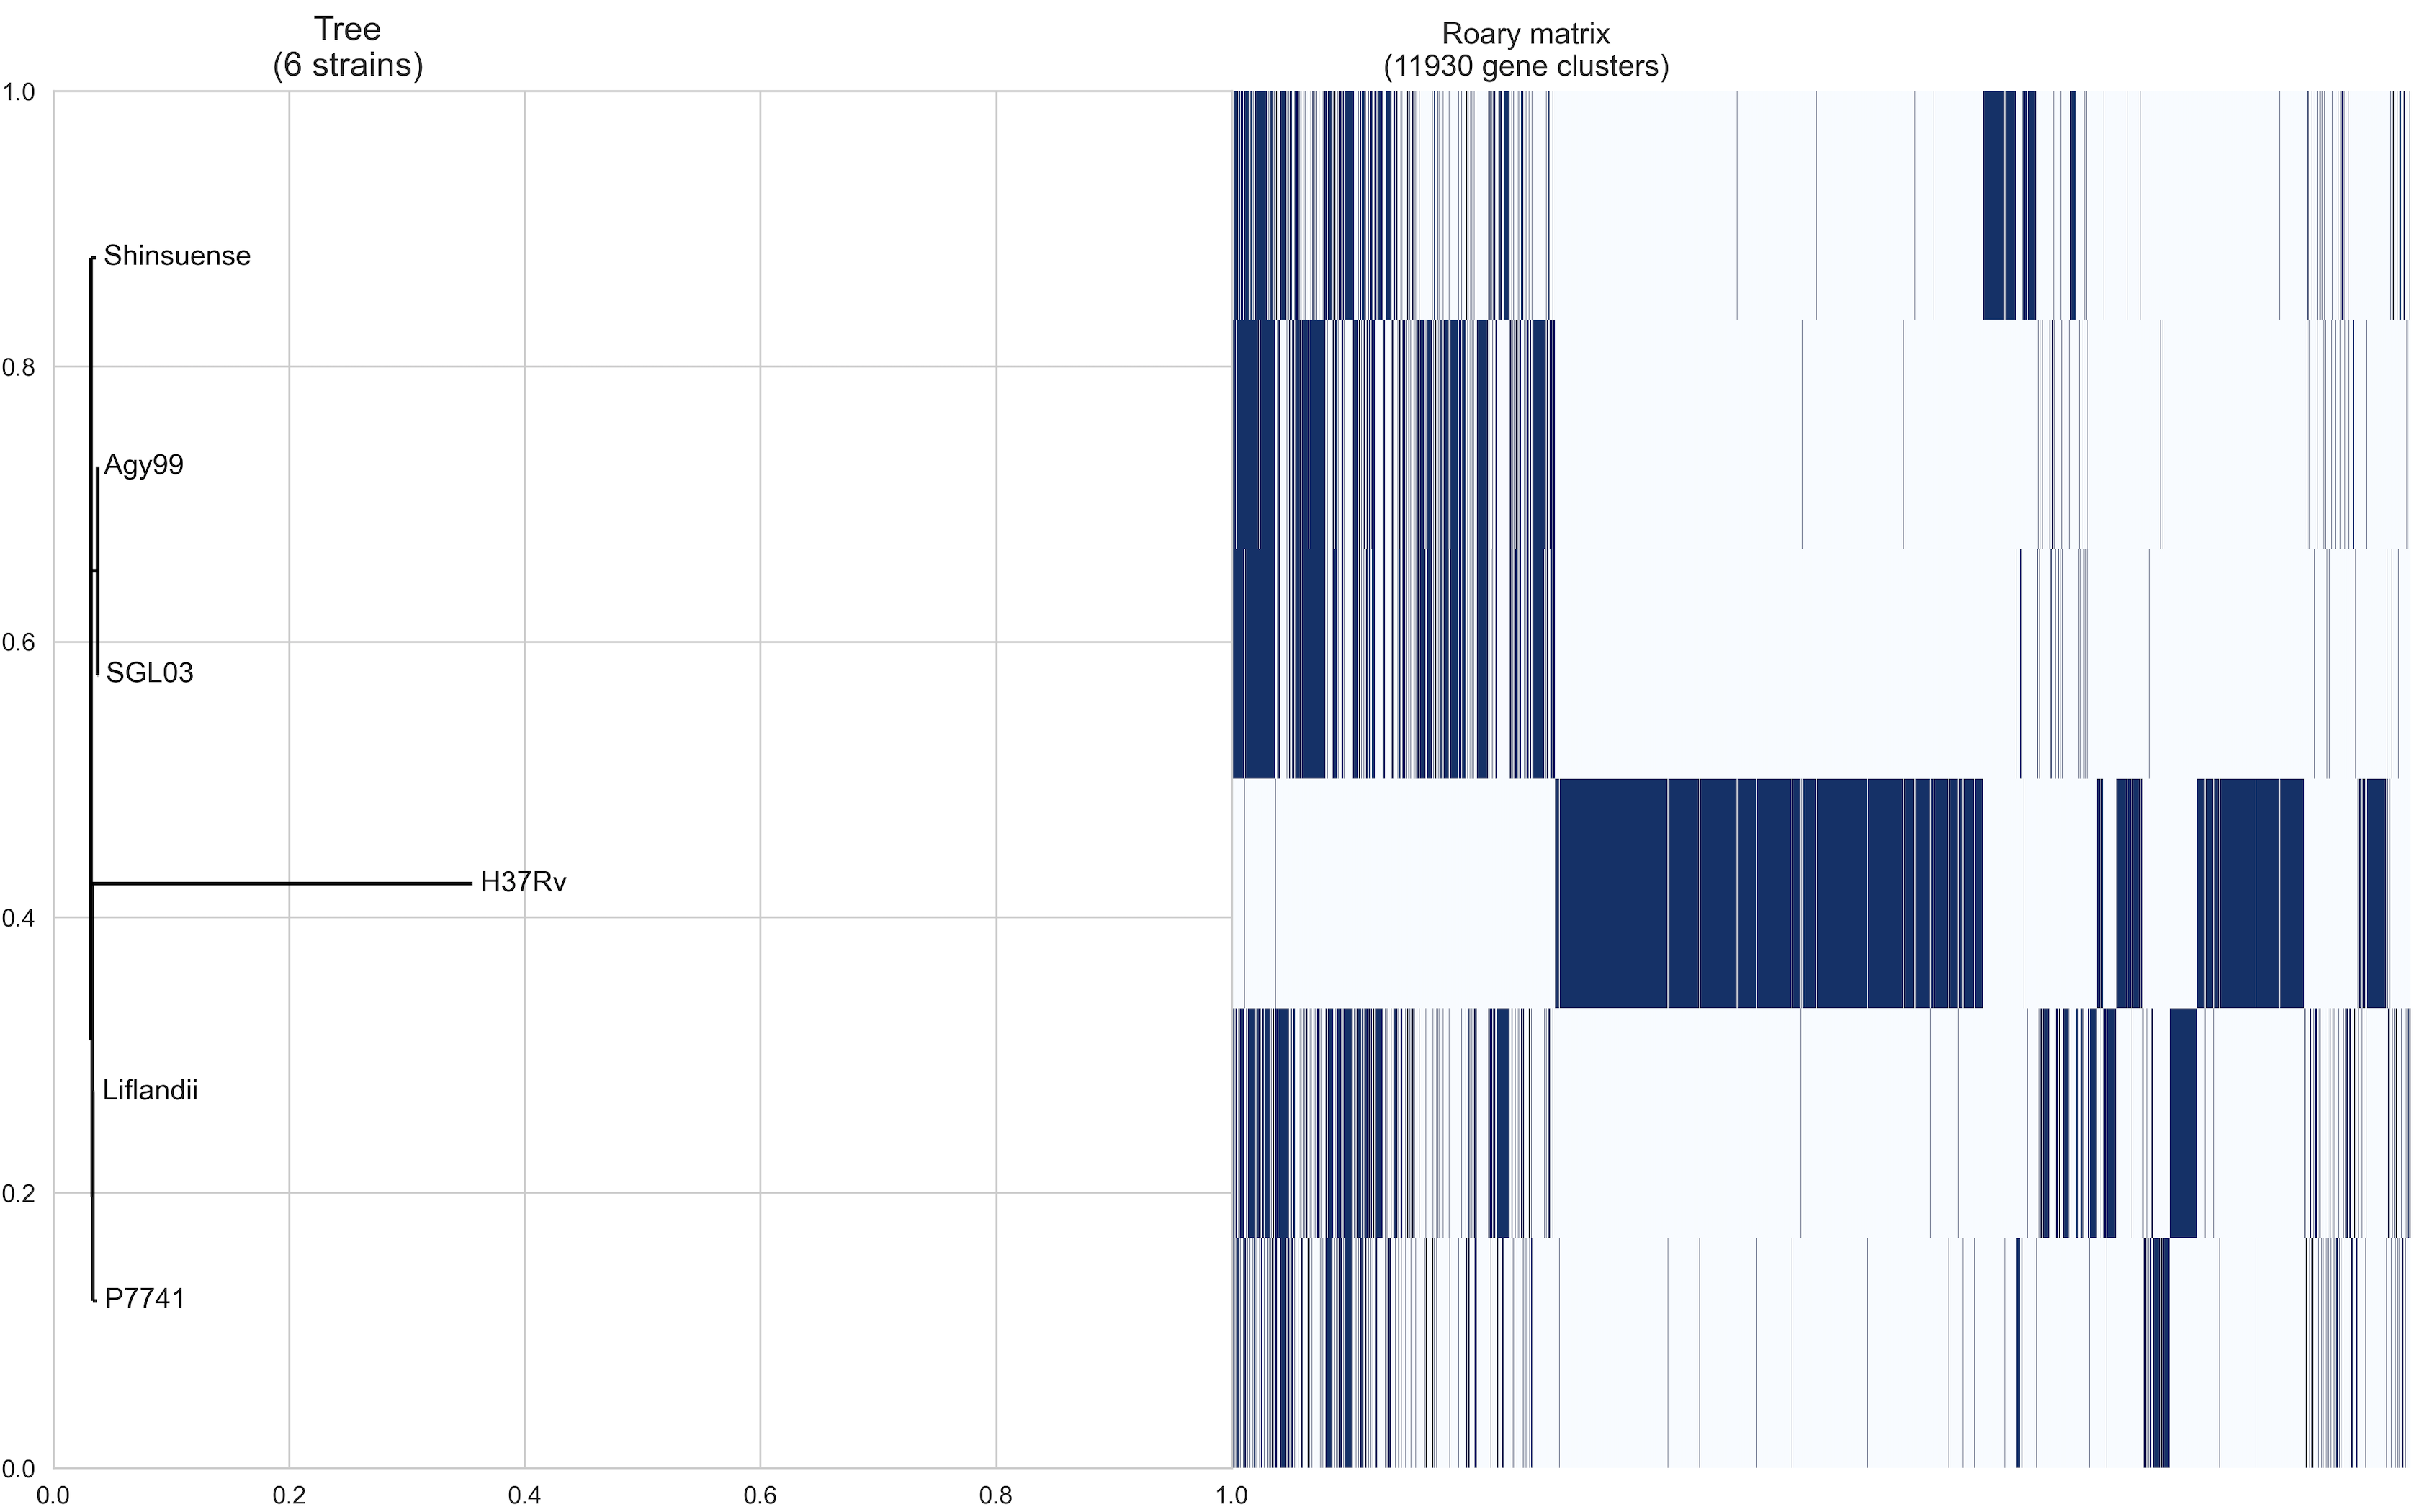 Tree
(6 strains)
Roary matrix
(11930 gene clusters)
1.0
Shinsuense
0.8
Agy99
0.6
SGL03
H37Rv
0.4
Liflandii
0.2
P7741
0.0
0.0 0.2 0.4 0.6 0.8 1.0